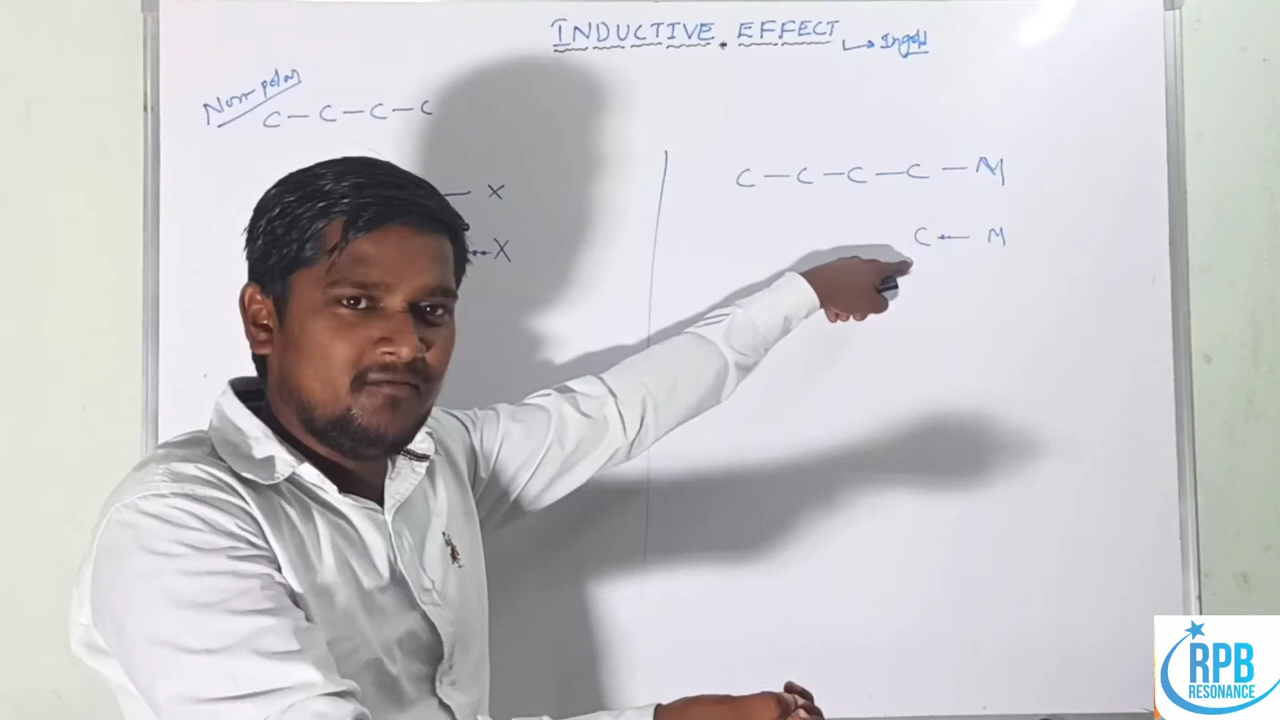 INDUCTIVE EFFECT
Ingold
Non-polar
C – C – C – C
– X
X
C – C – C – C – M
C – M
RPB
RESONANCE